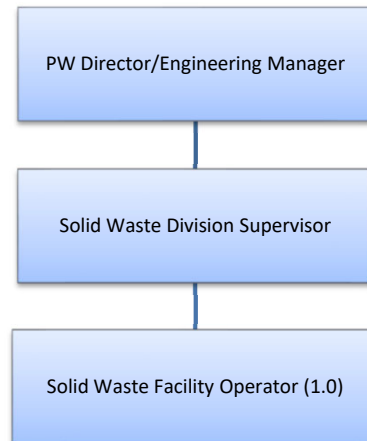 PW Director/Engineering Manager
Solid Waste Division Supervisor
Solid Waste Facility Operator (1.0)